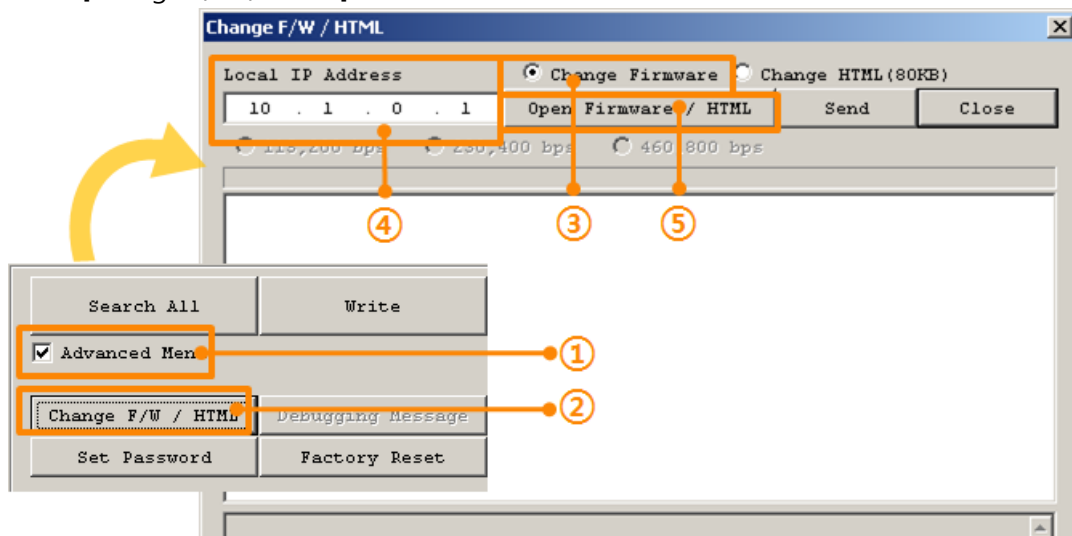 Change F/W / HTML
Local IP Address
Change Firmware Change HTML(80KB)
10 . 1 . 0 . 1 Open Firmware / HTML Send Close
400 bps 460,800 bps
④ ③ ⑤
Search All Write
Advanced Men ①
Change F/W / HTML Debugging Message ②
Set Password Factory Reset